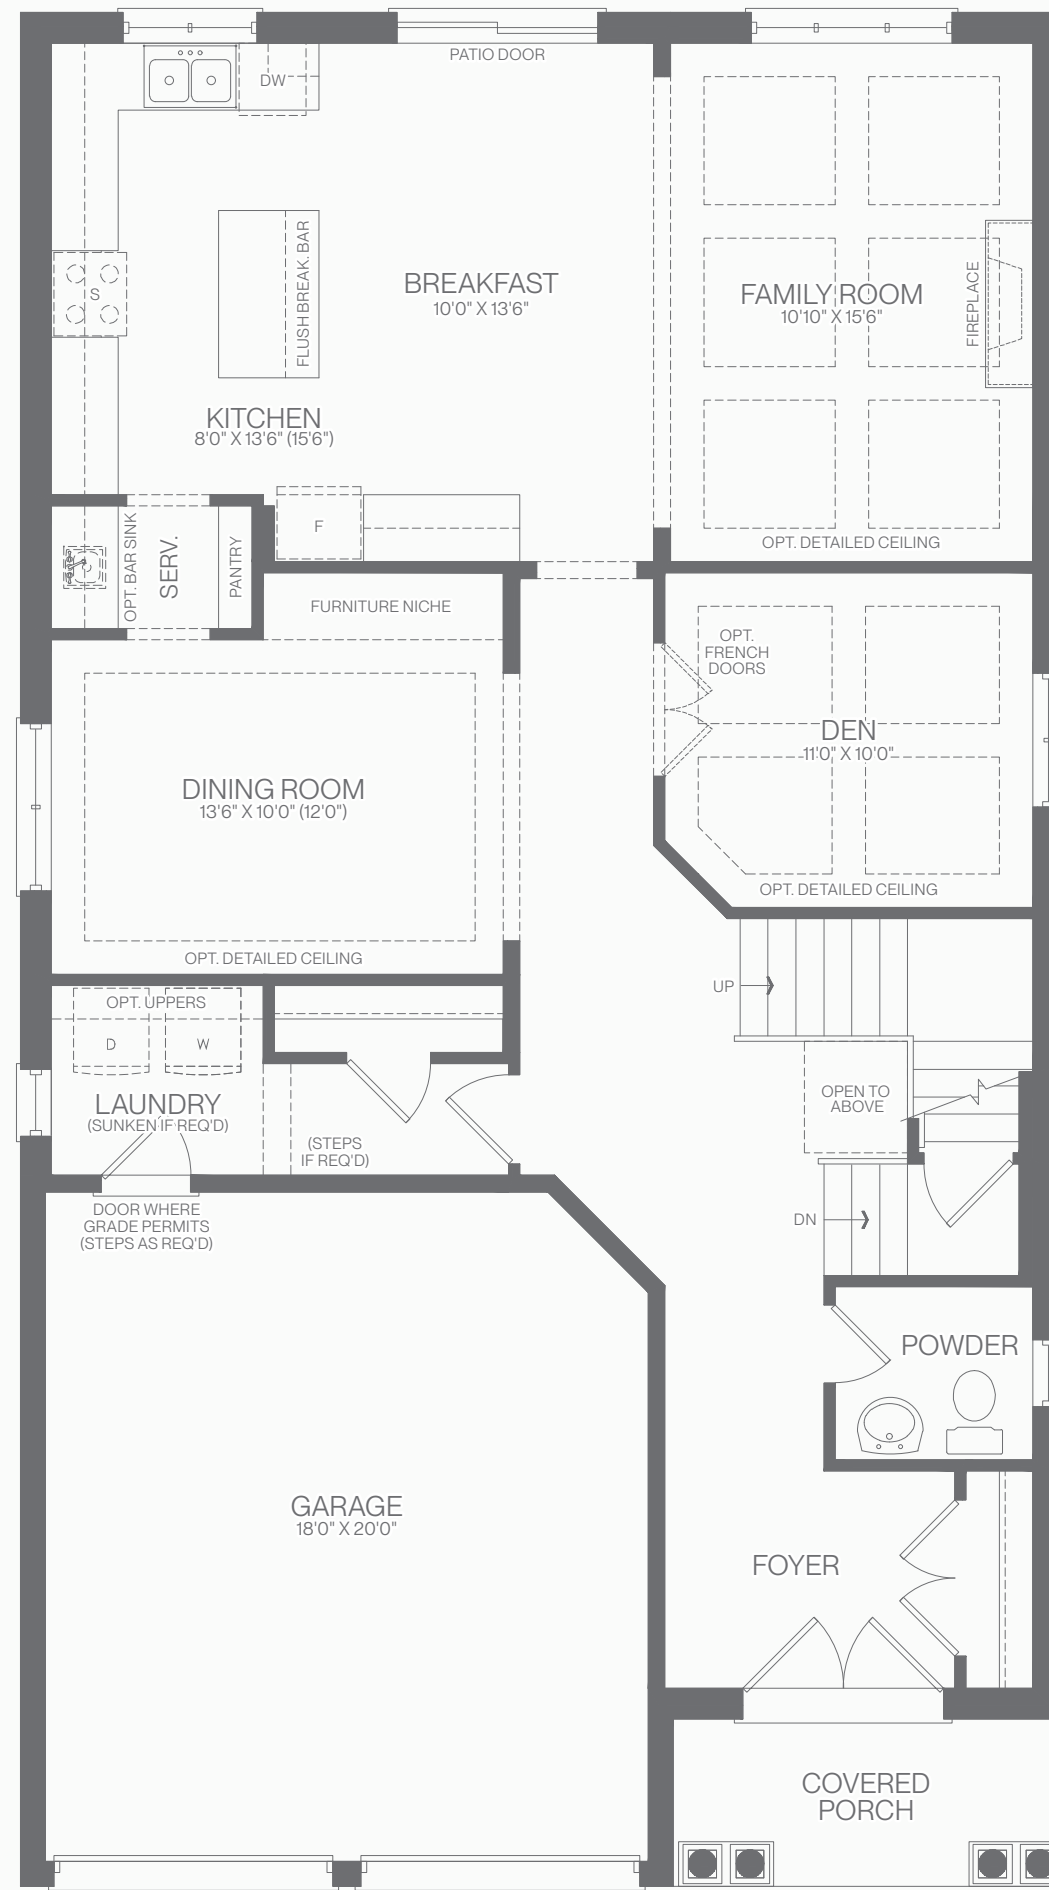 PATIO DOOR
DW
S
FLUSH BREAK. BAR
BREAKFAST
10'0" X 13'6"
FAMILY ROOM
10'10" X 15'6"
FIREPLACE
KITCHEN
8'0" X 13'6" (15'6")
F
OPT. DETAILED CEILING
OPT. BAR SINK
SERV.
PANTRY
FURNITURE NICHE
OPT.
FRENCH
DOORS
DEN
11'0" X 10'0"
OPT. DETAILED CEILING
DINING ROOM
13'6" X 10'0" (12'0")
OPT. DETAILED CEILING
UP
OPT. UPPERS
D
W
LAUNDRY
(SUNKEN IF REQ'D)
(STEPS
IF REQ'D)
OPEN TO
ABOVE
DOOR WHERE
GRADE PERMITS
(STEPS AS REQ'D)
DN
POWDER
GARAGE
18'0" X 20'0"
FOYER
COVERED
PORCH